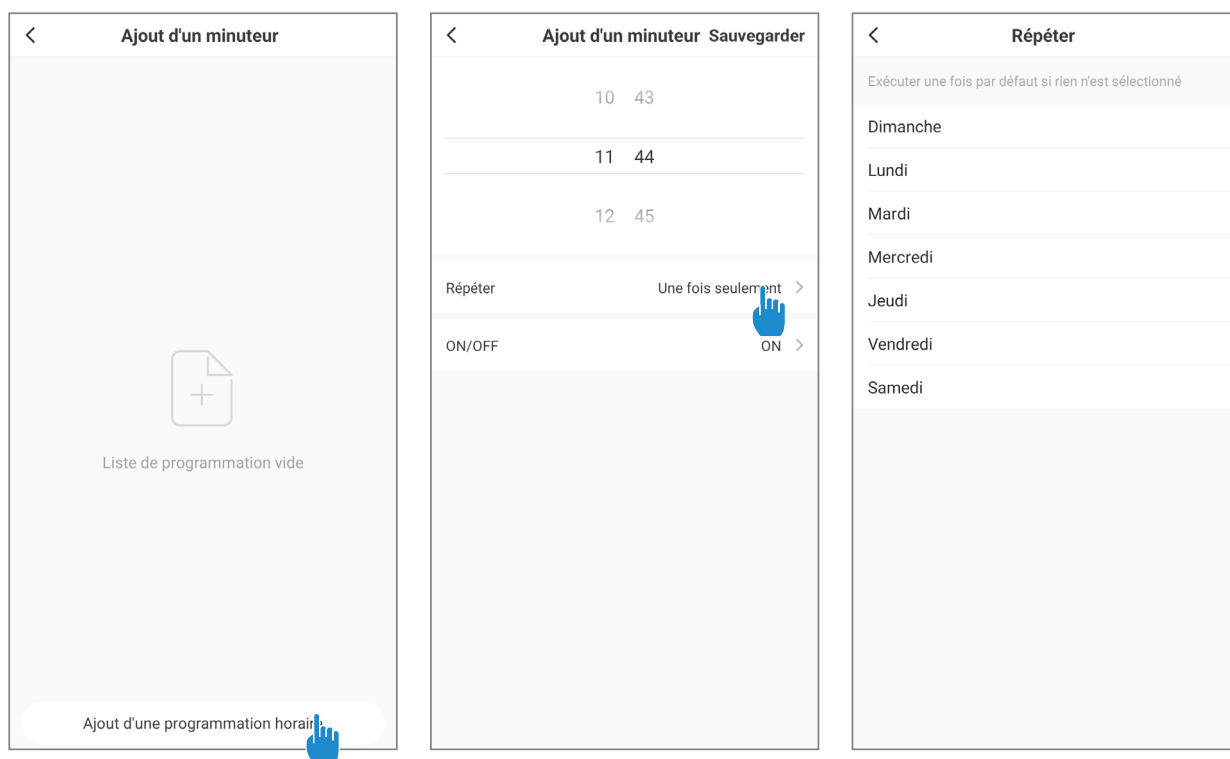 Ajout d'un minuteur
Liste de programmation vide
Ajout d'une programmation horaire
Ajout d'un minuteur Sauvegarder
10 43
11 44
12 45
Répéter Une fois seulement
ON/OFF ON
Répéter
Exécuter une fois par défaut si rien n'est sélectionné
Dimanche
Lundi
Mardi
Mercredi
Jeudi
Vendredi
Samedi